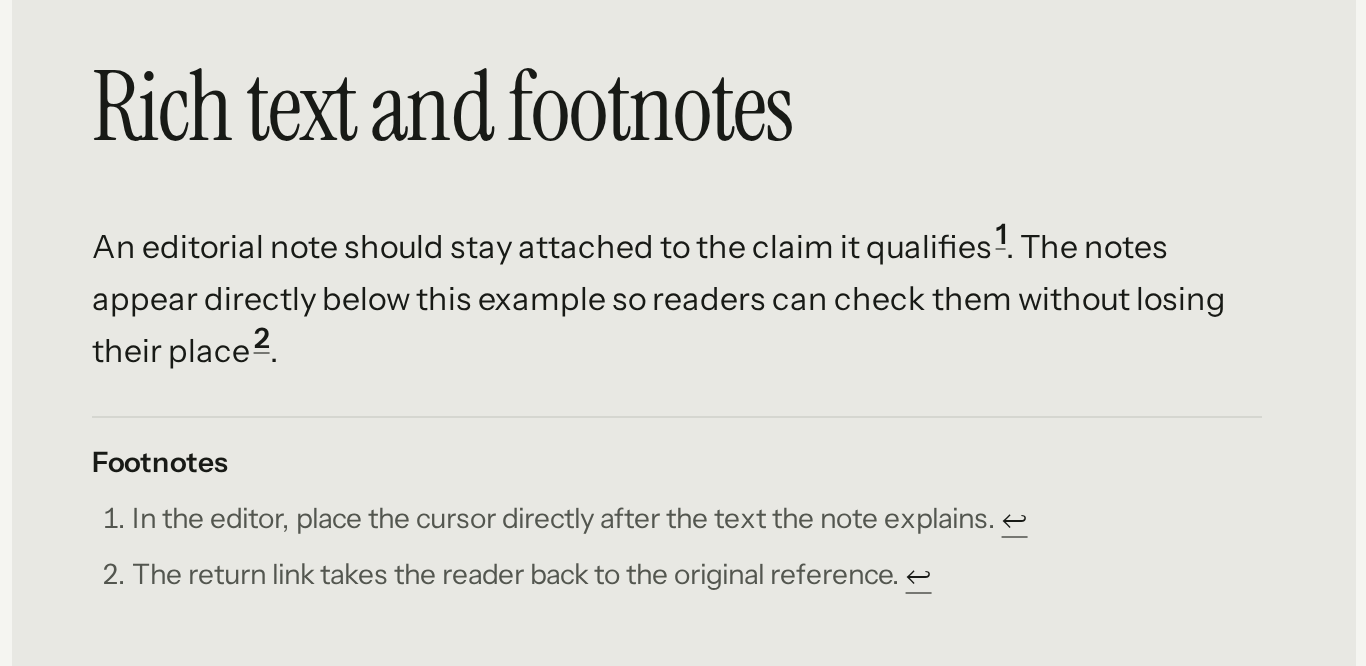 Rich text and footnotes
An editorial note should stay attached to the claim it qualifies1. The notes
appear directly below this example so readers can check them without losing
their place2.
Footnotes
1. In the editor, place the cursor directly after the text the note explains. ↩
2. The return link takes the reader back to the original reference. ↩